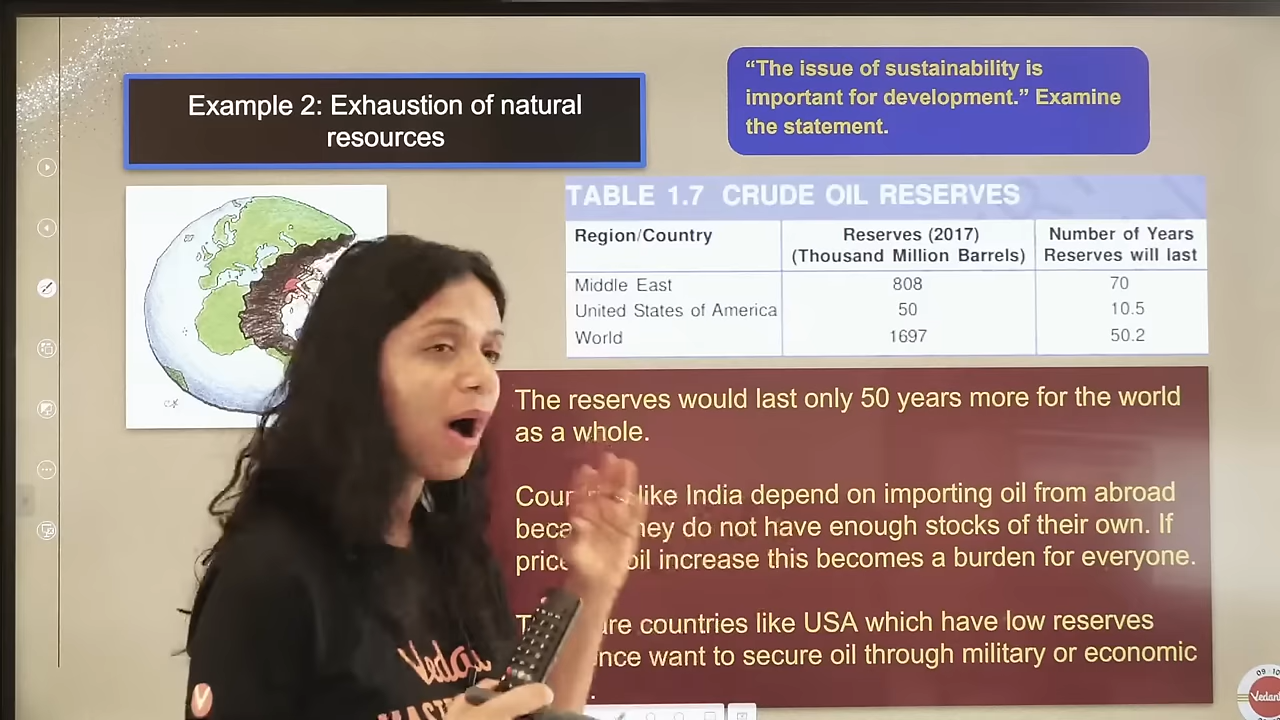 Example 2: Exhaustion of natural
resources
“The issue of sustainability is
important for development.” Examine
the statement.
TABLE 1.7 CRUDE OIL RESERVES
Region/Country Reserves (2017) Number of Years
(Thousand Million Barrels) Reserves will last
Middle East 808 70
United States of America 50 10.5
World 1697 50.2
The reserves would last only 50 years more for the world
as a whole.
like India depend on importing oil from abroad
they do not have enough stocks of their own. If
oil increase this becomes a burden for everyone.
are countries like USA which have low reserves
want to secure oil through military or economic
Vedantu